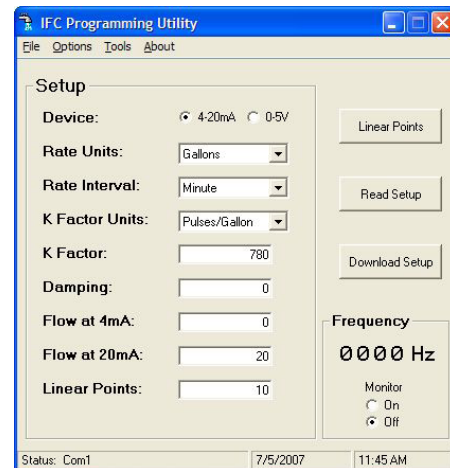 IFC Programming Utility
File Options Tools About
Setup
Device: 4-20mA 0-5V
Rate Units: Gallons
Rate Interval: Minute
K Factor Units: Pulses/Gallon
K Factor: 780
Damping: 0
Flow at 4mA: 0
Flow at 20mA: 20
Linear Points: 10
Linear Points
Read Setup
Download Setup
Frequency
0000 Hz
Monitor
On
Off
Status: Com1 7/5/2007 11:45 AM